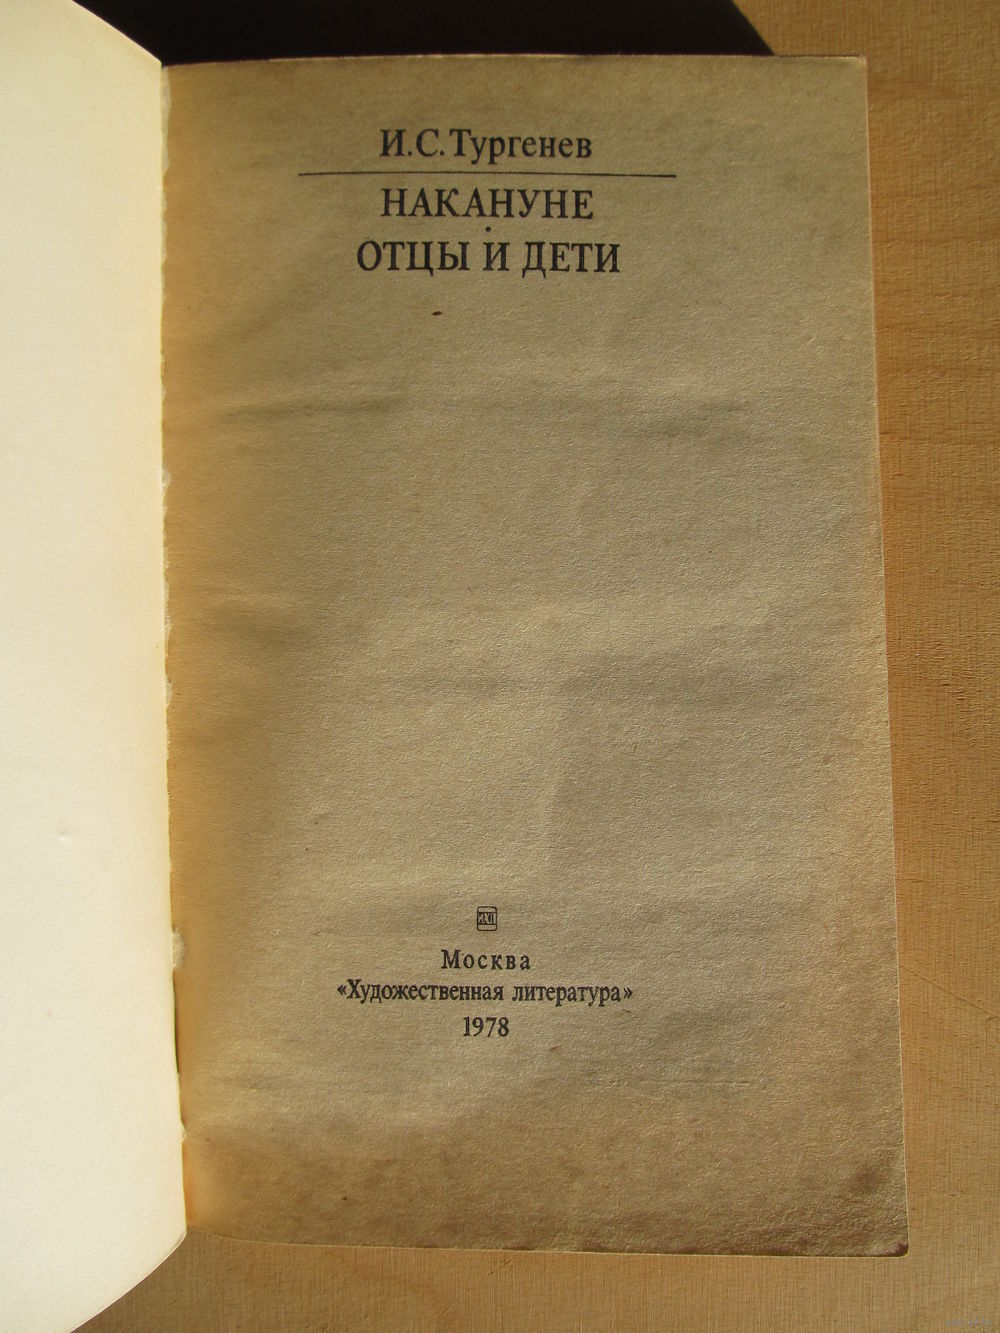 И.С.Тургенев
НАКАНУНЕ
ОТЦЫ И ДЕТИ
Москва
«Художественная литература»
1978